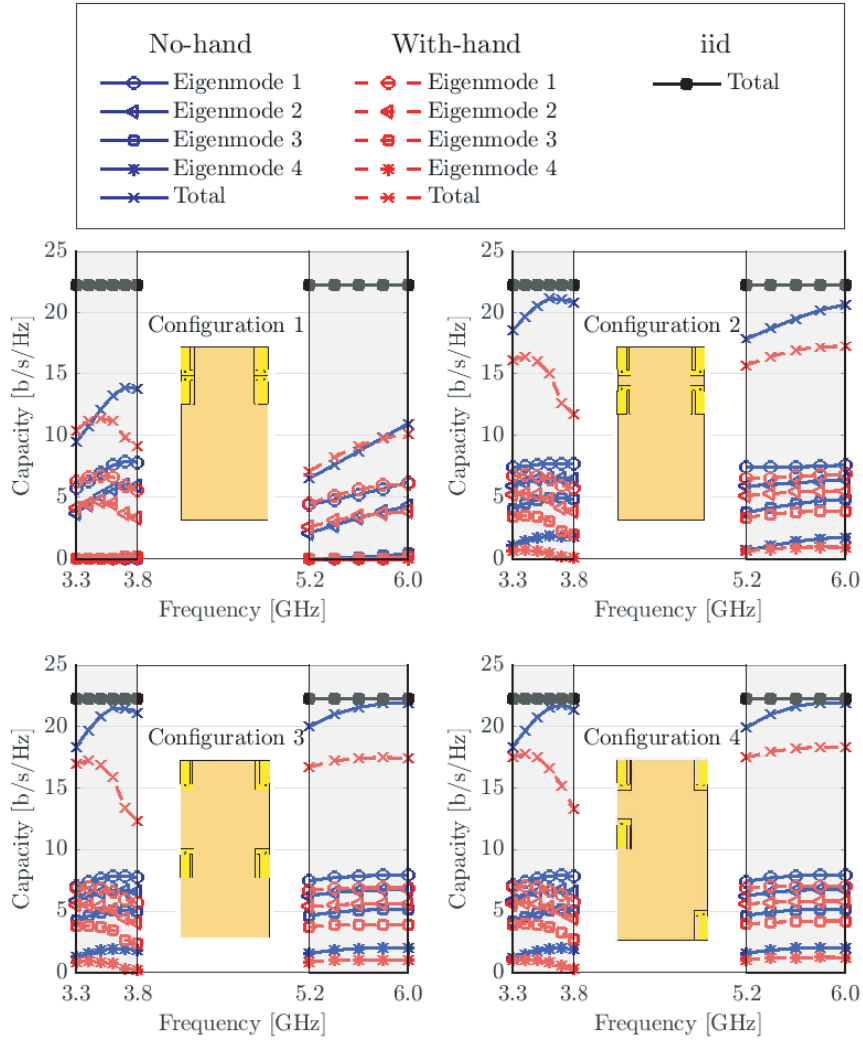 No-hand With-hand iid
Eigenmode 1 Eigenmode 1 Total
Eigenmode 2 Eigenmode 2
Eigenmode 3 Eigenmode 3
Eigenmode 4 Eigenmode 4
Total Total
Capacity [b/s/Hz]
25
20
15
10
5
0
Configuration 1
3.3 3.8 5.2 6.0
Frequency [GHz]
Capacity [b/s/Hz]
25
20
15
10
5
0
Configuration 2
3.3 3.8 5.2 6.0
Frequency [GHz]
Capacity [b/s/Hz]
25
20
15
10
5
0
Configuration 3
3.3 3.8 5.2 6.0
Frequency [GHz]
Capacity [b/s/Hz]
25
20
15
10
5
0
Configuration 4
3.3 3.8 5.2 6.0
Frequency [GHz]